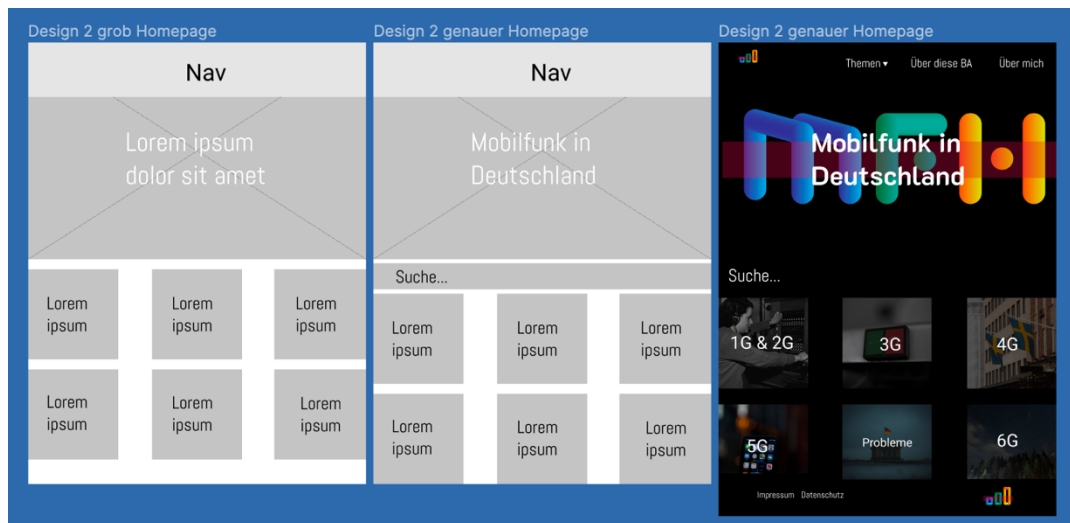 Design 2 grob Homepage
Nav
Lorem ipsum
dolor sit amet
Lorem
ipsum
Lorem
ipsum
Lorem
ipsum
Lorem
ipsum
Lorem
ipsum
Lorem
ipsum
Design 2 genauer Homepage
Nav
Mobilfunk in
Deutschland
Suche...
Lorem
ipsum
Lorem
ipsum
Lorem
ipsum
Lorem
ipsum
Lorem
ipsum
Lorem
ipsum
Design 2 genauer Homepage
Themen ▾ Über diese BA Über mich
Mobilfunk in
Deutschland
Suche...
1G & 2G 3G 4G
5G Probleme 6G
Impressum Datenschutz